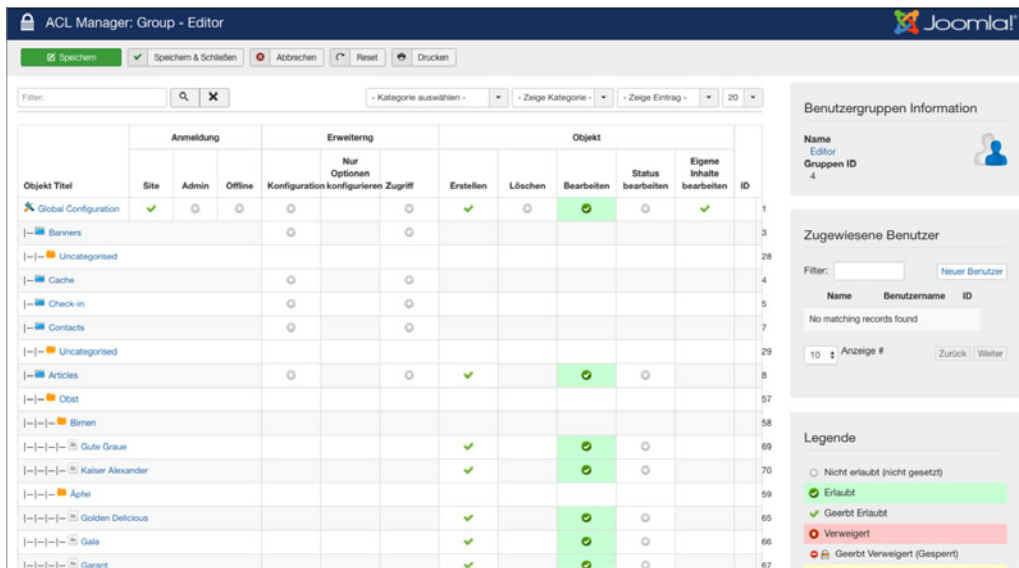 ACL Manager: Group - Editor
Joomla!
Speichern Speichern & Schließen Abbrechen Reset Drucken
Filter: - Kategorie auswählen - - Zeige Kategorie - - Zeige Eintrag - 20
Anmeldung Erweiterng Objekt
Objekt Titel Site Admin Offline Konfiguration Nur Optionen konfigurieren Zugriff Erstellen Löschen Bearbeiten Status bearbeiten Eigene Inhalte bearbeiten ID
Global Configuration 1
|—Banners 3
|—|—Uncategorised 28
|—Cache 4
|—Check-in 5
|—Contacts 7
|—|—Uncategorised 29
|—Articles 8
|—|—Obst 57
|—|—|—Birnen 58
|—|—|—|—Gute Graue 69
|—|—|—|—Kaiser Alexander 70
|—|—|—Äpfel 59
|—|—|—|—Golden Delicious 65
|—|—|—|—Gala 66
|—|—|—|—Garant 67
Benutzergruppen Information
Name
Editor
Gruppen ID
4
Zugewiesene Benutzer
Filter: Neuer Benutzer
Name Benutzername ID
No matching records found
10 Anzeige # Zurück Weiter
Legende
Nicht erlaubt (nicht gesetzt)
Erlaubt
Geerbt Erlaubt
Verweigert
Geerbt Verweigert (Gesperrt)